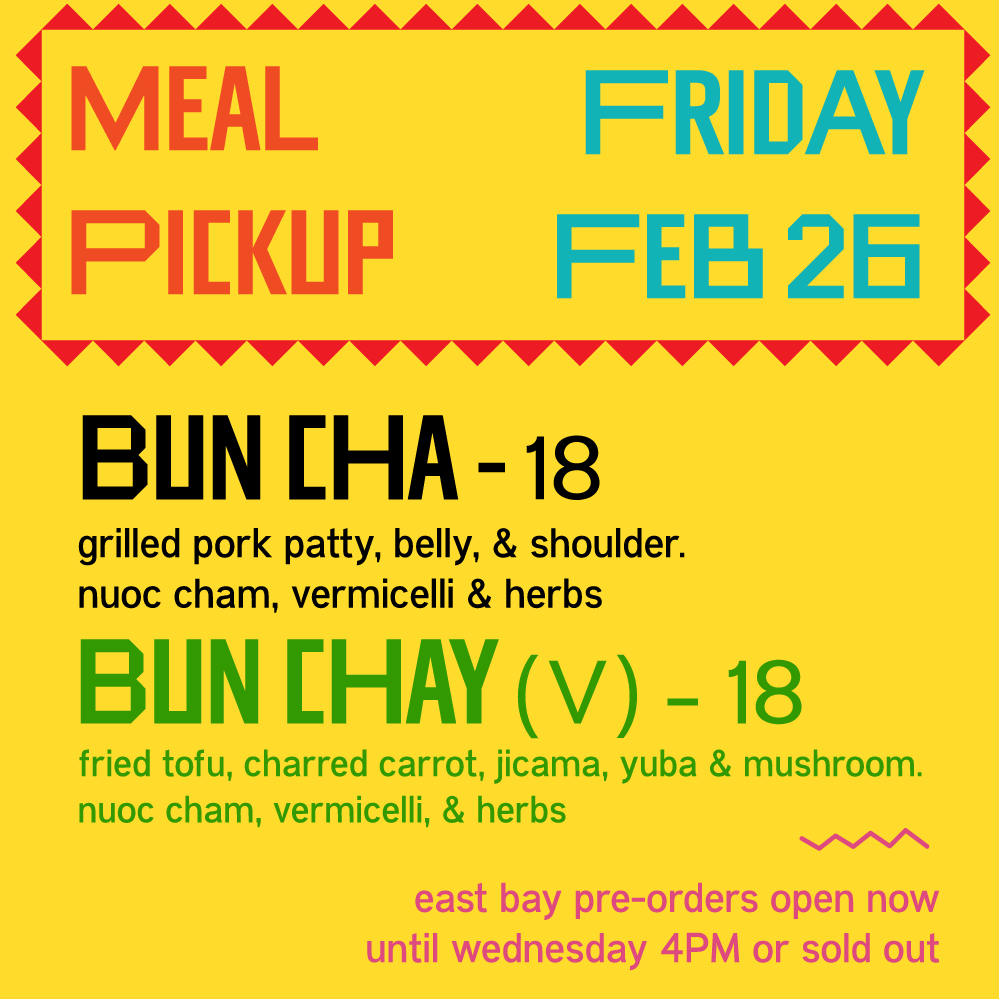 MEAL
PICKUP
FRIDAY
FEB 26
BUN CHA - 18
grilled pork patty, belly, & shoulder.
nuoc cham, vermicelli & herbs
BUN CHAY (V) - 18
fried tofu, charred carrot, jicama, yuba & mushroom.
nuoc cham, vermicelli, & herbs
east bay pre-orders open now
until wednesday 4PM or sold out